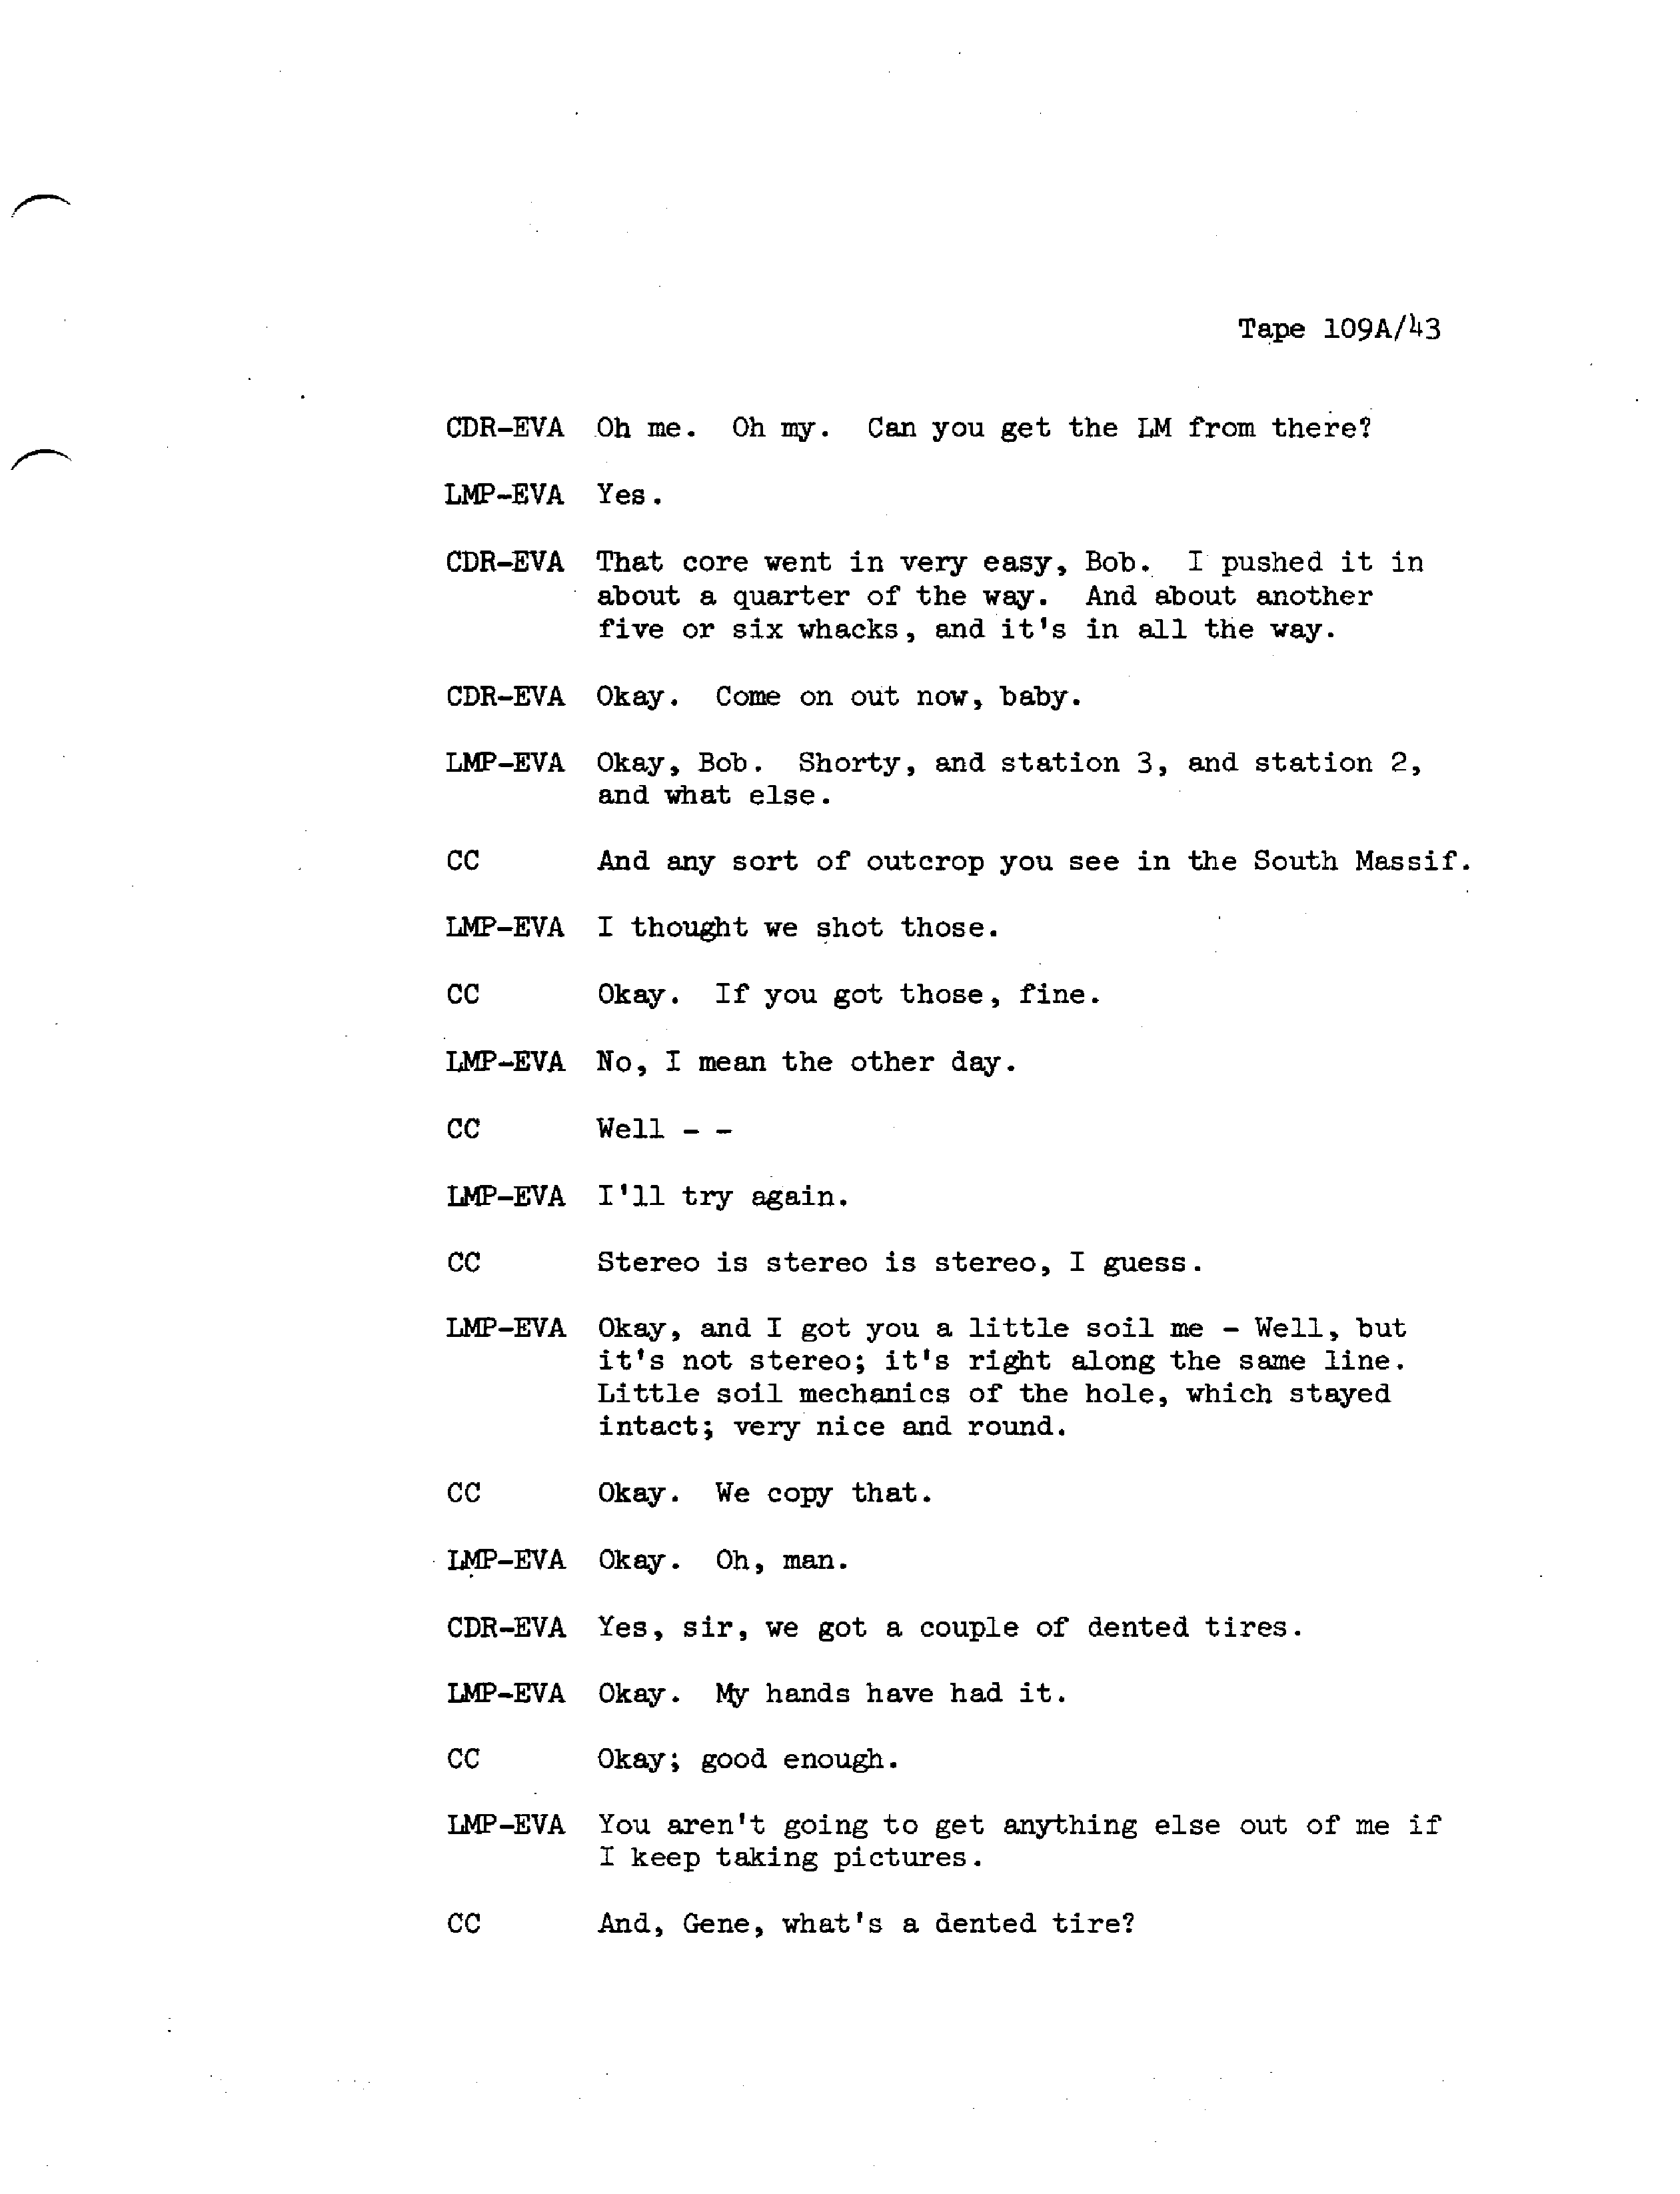 Tape 109A/43
CDR-EVA Oh me. Oh my. Can you get the LM from there?
LMP-EVA Yes.
CDR-EVA That core went in very easy, Bob. I pushed it in
about a quarter of the way. And about another
five or six whacks, and it's in all the way.
CDR-EVA Okay. Come on out now, baby.
LMP-EVA Okay, Bob. Shorty, and station 3, and station 2,
and what else.
CC And any sort of outcrop you see in the South Massif.
LMP-EVA I thought we shot those.
CC Okay. If you got those, fine.
LMP-EVA No, I mean the other day.
CC Well - -
LMP-EVA I'll try again.
CC Stereo is stereo is stereo, I guess.
LMP-EVA Okay, and I got you a little soil me - Well, but
it's not stereo; it's right along the same line.
Little soil mechanics of the hole, which stayed
intact; very nice and round.
CC Okay. We copy that.
LMP-EVA Okay. Oh, man.
CDR-EVA Yes, sir, we got a couple of dented tires.
LMP-EVA Okay. My hands have had it.
CC Okay; good enough.
LMP-EVA You aren't going to get anything else out of me if
I keep taking pictures.
CC And, Gene, what's a dented tire?